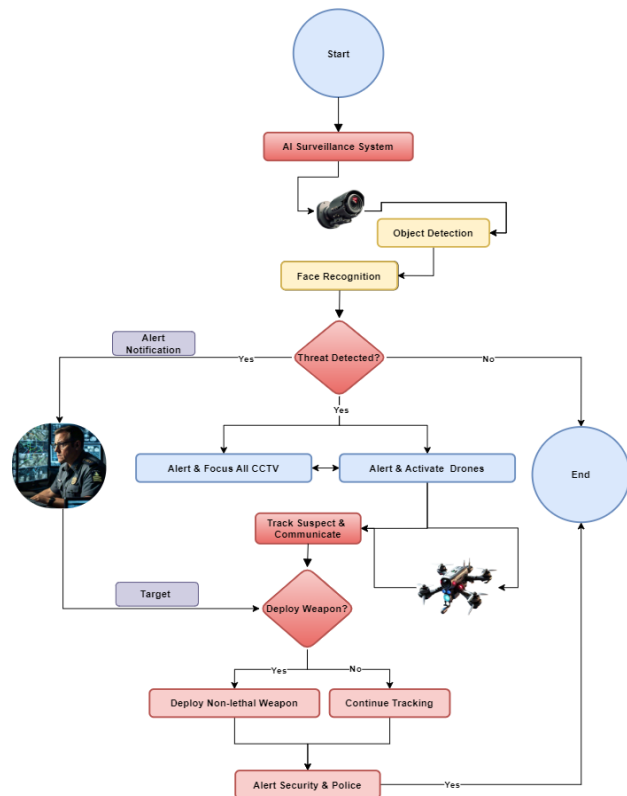 Start
AI Surveillance System
Object Detection
Face Recognition
Alert
Notification
Yes
Threat Detected?
No
Yes
Alert & Focus All CCTV
Alert & Activate Drones
End
Track Suspect &
Communicate
Target
Deploy Weapon?
Yes
No
Deploy Non-lethal Weapon
Continue Tracking
Alert Security & Police
Yes